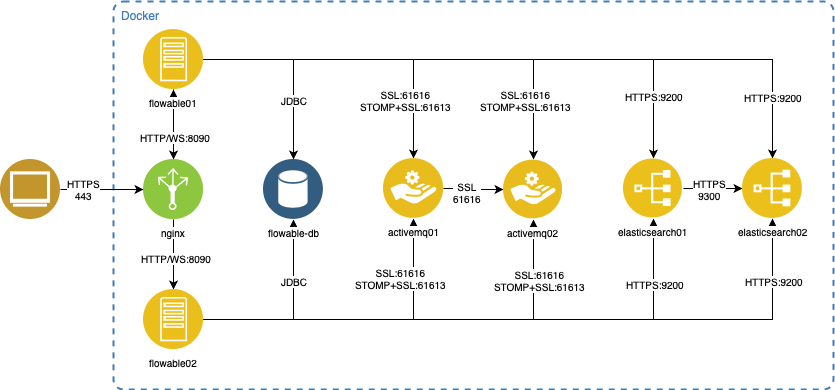 Docker
flowable01
JDBC
SSL:61616
STOMP+SSL:61613
SSL:61616
STOMP+SSL:61613
HTTPS:9200
HTTPS:9200
HTTP/WS:8090
HTTPS
443
SSL
61616
HTTPS
9300
nginx
flowable-db
activemq01
activemq02
elasticsearch01
elasticsearch02
HTTP/WS:8090
JDBC
SSL:61616
STOMP+SSL:61613
SSL:61616
STOMP+SSL:61613
HTTPS:9200
HTTPS:9200
flowable02